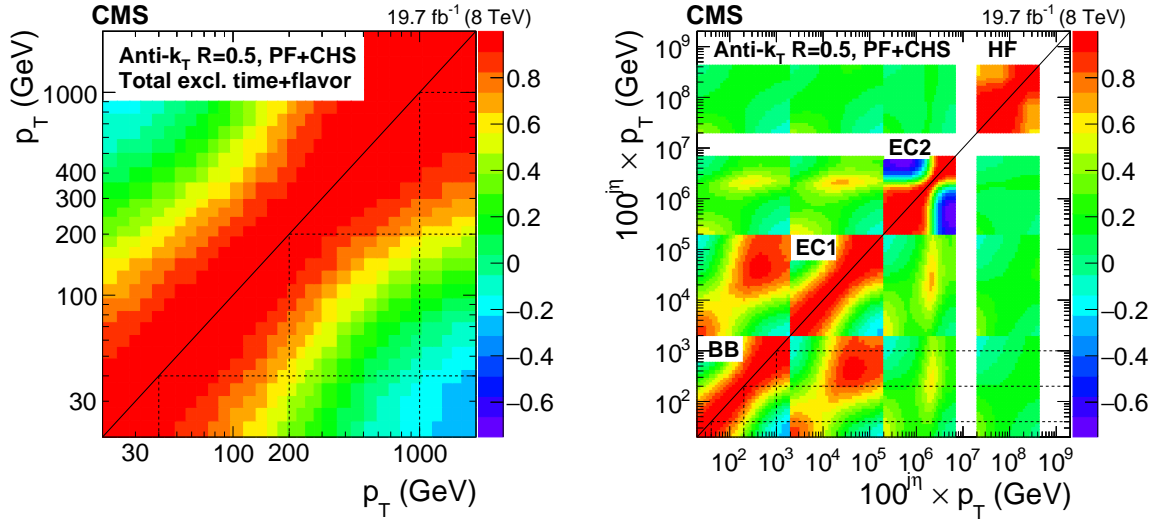 CMS
19.7 fb⁻¹ (8 TeV)
Anti-k_T R=0.5, PF+CHS
Total excl. time+flavor
p_T (GeV)
1000
400
300
200
100
30
30
100
200
1000
p_T (GeV)
0.8
0.6
0.4
0.2
0
−0.2
−0.4
−0.6
CMS
19.7 fb⁻¹ (8 TeV)
Anti-k_T R=0.5, PF+CHS
HF
EC2
EC1
BB
100^jη × p_T (GeV)
10⁹
10⁸
10⁷
10⁶
10⁵
10⁴
10³
10²
10² 10³ 10⁴ 10⁵ 10⁶ 10⁷ 10⁸ 10⁹
100^jη × p_T (GeV)
0.8
0.6
0.4
0.2
0
−0.2
−0.4
−0.6